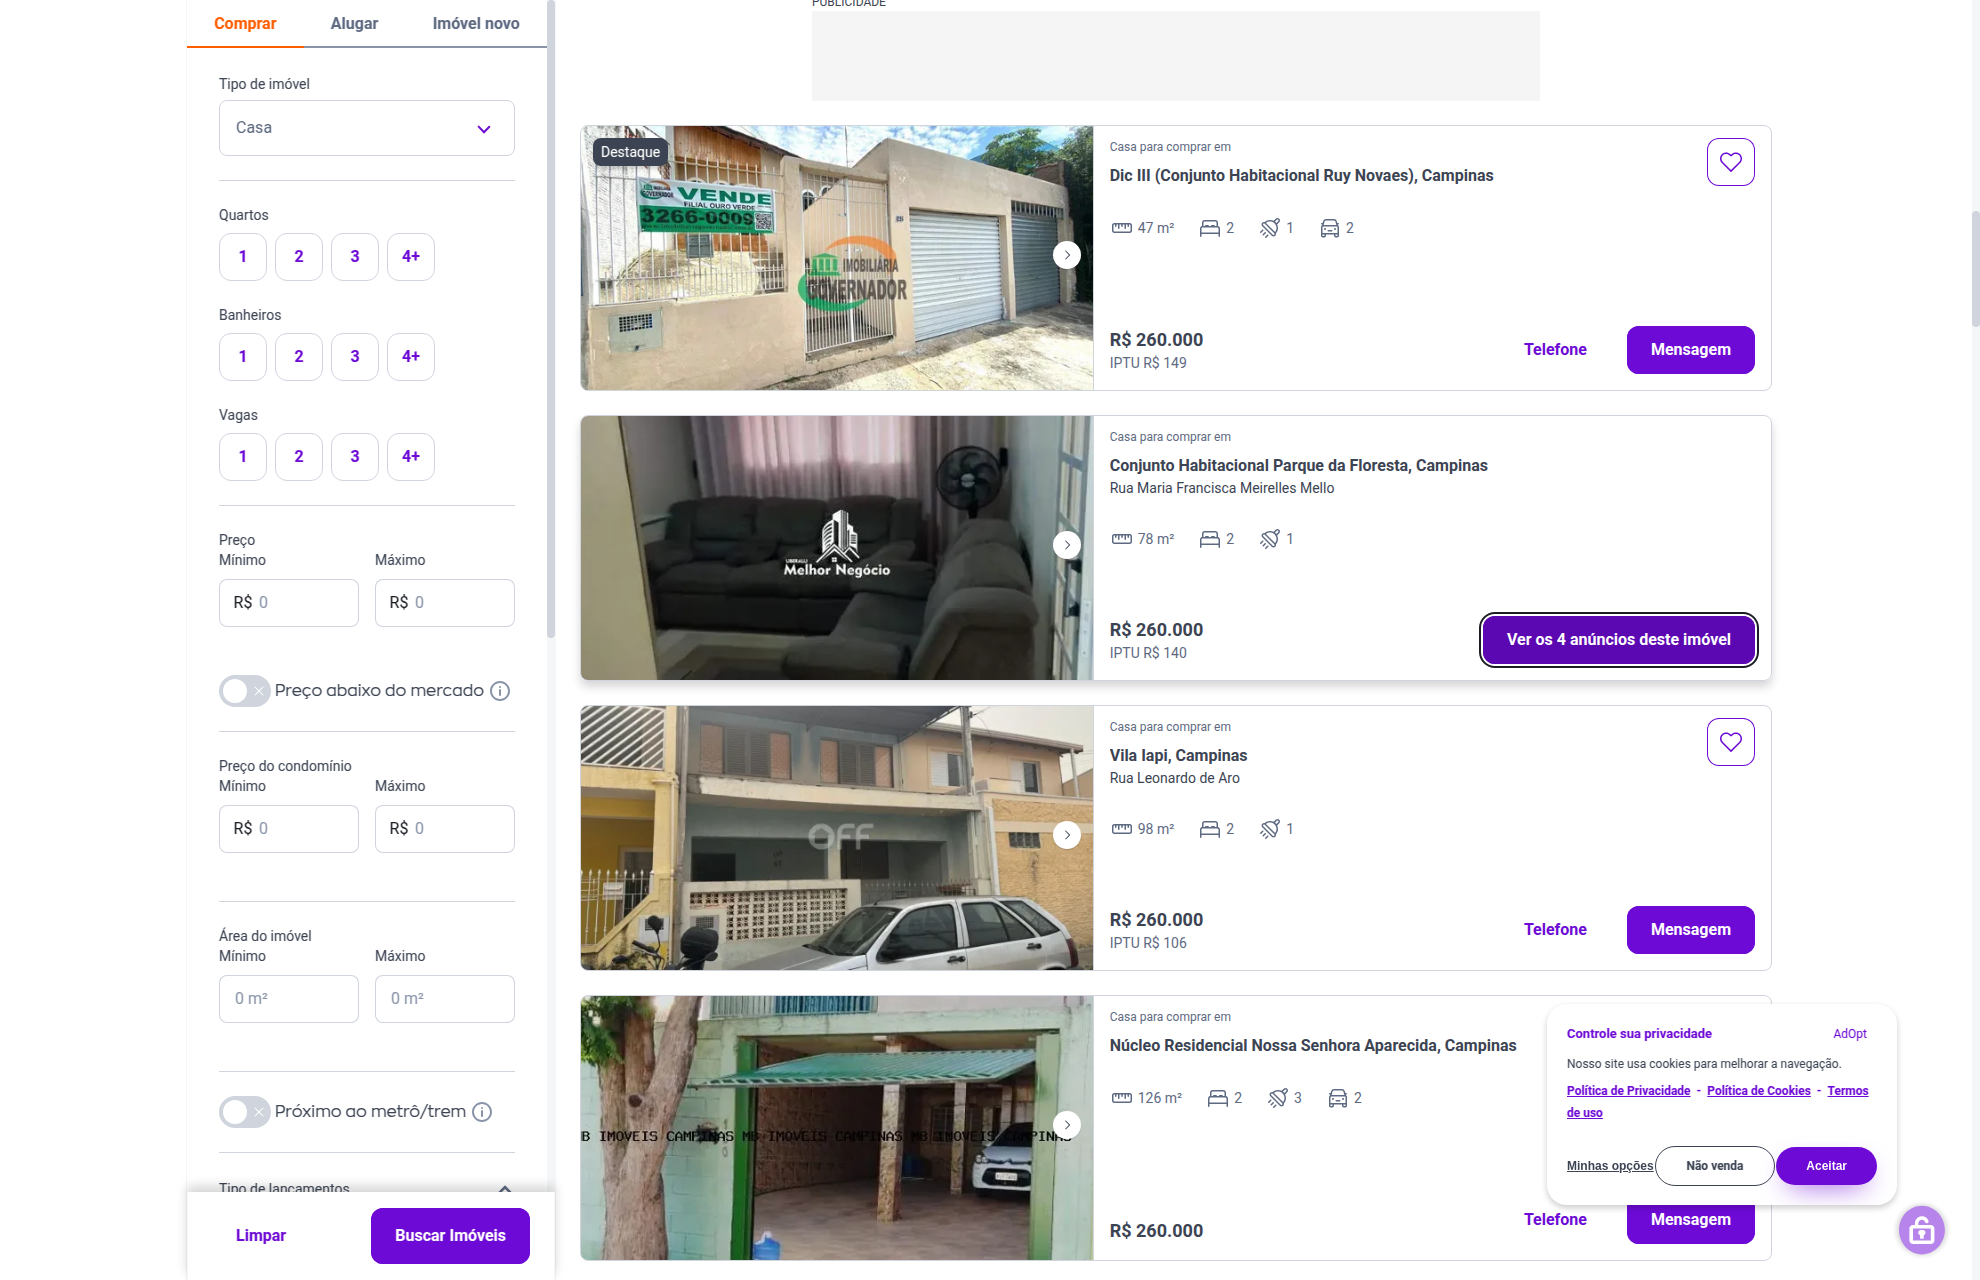 Comprar
Alugar
Imóvel novo
Tipo de imóvel
Casa
Quartos
1
2
3
4+
Banheiros
1
2
3
4+
Vagas
1
2
3
4+
Preço
Mínimo
Máximo
R$ 0
R$ 0
Preço abaixo do mercado
Preço do condomínio
Mínimo
Máximo
R$ 0
R$ 0
Área do imóvel
Mínimo
Máximo
0 m²
0 m²
Próximo ao metrô/trem
Tipo de lançamentos
Limpar
Buscar Imóveis
PUBLICIDADE
Destaque
VENDE
FILIAL OURO VERDE
3266-0009
IMOBILIÁRIA
GOVERNADOR
Casa para comprar em
Dic III (Conjunto Habitacional Ruy Novaes), Campinas
47 m²
2
1
2
R$ 260.000
IPTU R$ 149
Telefone
Mensagem
Melhor Negócio
Casa para comprar em
Conjunto Habitacional Parque da Floresta, Campinas
Rua Maria Francisca Meirelles Mello
78 m²
2
1
R$ 260.000
IPTU R$ 140
Ver os 4 anúncios deste imóvel
OFF
Casa para comprar em
Vila Iapi, Campinas
Rua Leonardo de Aro
98 m²
2
1
R$ 260.000
IPTU R$ 106
Telefone
Mensagem
B IMOVEIS CAMPINAS MB IMOVEIS CAMPINAS MB IMOVEIS CAMPINAS
Casa para comprar em
Núcleo Residencial Nossa Senhora Aparecida, Campinas
126 m²
2
3
2
R$ 260.000
Telefone
Mensagem
Controle sua privacidade
AdOpt
Nosso site usa cookies para melhorar a navegação.
Política de Privacidade - Política de Cookies - Termos
de uso
Minhas opções
Não venda
Aceitar